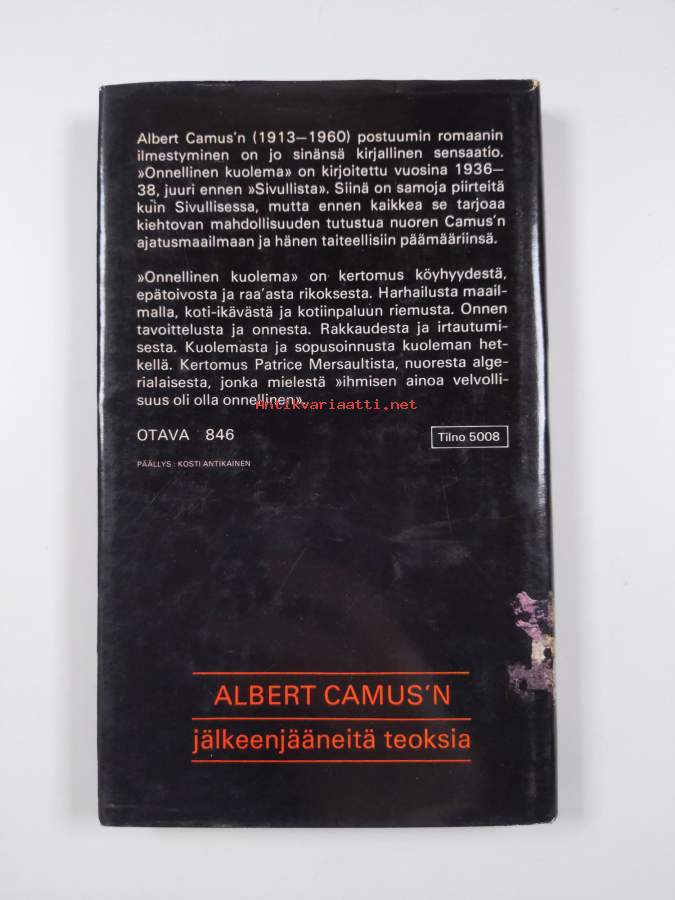 Albert Camus'n (1913—1960) postuumin romaanin
ilmestyminen on jo sinänsä kirjallinen sensaatio.
»Onnellinen kuolema» on kirjoitettu vuosina 1936—
38, juuri ennen »Sivullista». Siinä on samoja piirteitä
kuin Sivullisessa, mutta ennen kaikkea se tarjoaa
kiehtovan mahdollisuuden tutustua nuoren Camus'n
ajatusmaailmaan ja hänen taiteellisiin päämääriinsä.
»Onnellinen kuolema» on kertomus köyhyydestä,
epätoivosta ja raa'asta rikoksesta. Harhailusta maail-
malla, koti-ikävästä ja kotiinpaluun riemusta. Onnen
tavoittelusta ja onnesta. Rakkaudesta ja irtautumi-
sesta. Kuolemasta ja sopusoinnusta kuoleman het-
kellä. Kertomus Patrice Mersaultista, nuoresta alge-
rialaisesta, jonka mielestä »ihmisen ainoa velvolli-
suus oli olla onnellinen».
Antikvariaatti.net
OTAVA 846
Tilno 5008
PÄÄLLYS: KOSTI ANTIKAINEN
ALBERT CAMUS'N
jälkeenjääneitä teoksia